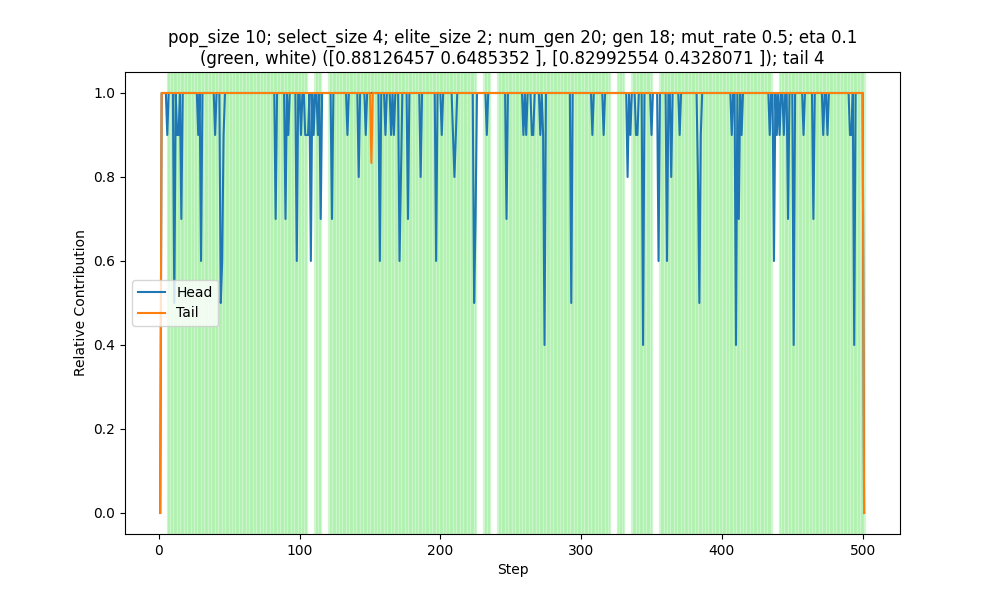 pop_size 10; select_size 4; elite_size 2; num_gen 20; gen 18; mut_rate 0.5; eta 0.1
(green, white) ([0.88126457 0.6485352 ], [0.82992554 0.4328071 ]); tail 4
1.0
0.8
0.6
0.4
0.2
0.0
Relative Contribution
Head
Tail
0
100
200
300
400
500
Step